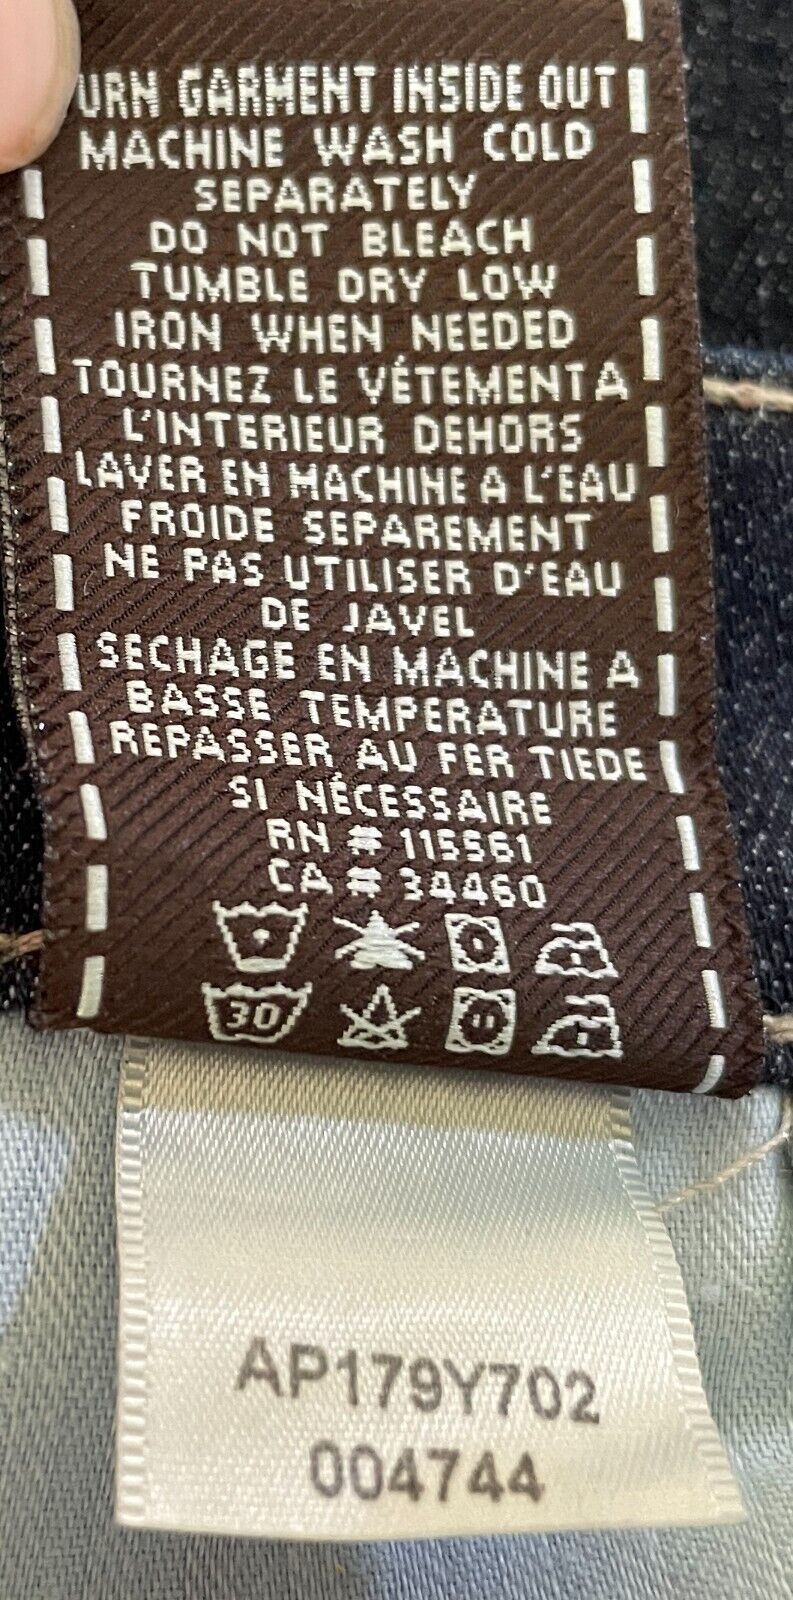 URN GARMENT INSIDE OUT
MACHINE WASH COLD
SEPARATELY
DO NOT BLEACH
TUMBLE DRY LOW
IRON WHEN NEEDED
TOURNEZ LE VÉTEMENT A
L'INTERIEUR DEHORS
LAVER EN MACHINE A L'EAU
FROIDE SEPAREMENT
NE PAS UTILISER D'EAU
DE JAVEL
SECHAGE EN MACHINE A
BASSE TEMPERATURE
REPASSER AU FER TIEDE
SI NÉCESSAIRE
RN # 115561
CA # 34460
30
AP179Y702
004744